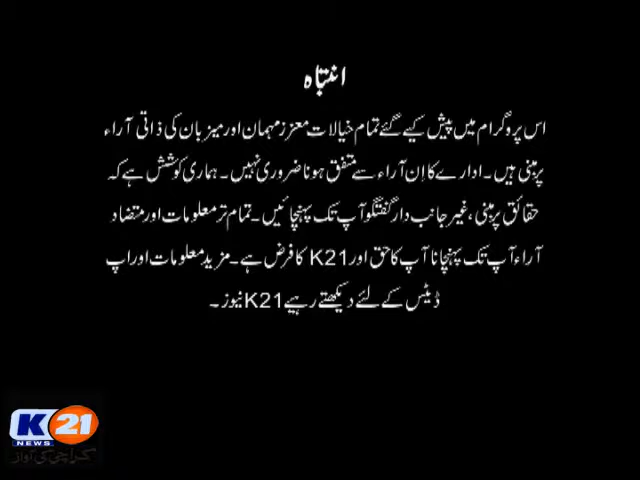 انتباہ
اس پروگرام میں پیش کیے گئے تمام خیالات معزز مہمان اور میزبان کی ذاتی آراء
پر مبنی ہیں۔ ادارے کا اِن آراء سے متفق ہونا ضروری نہیں۔ ہماری کوشش ہے کہ
حقائق پر مبنی، غیر جانب دار گفتگو آپ تک پہنچائیں۔ تمام تر معلومات اور متضاد
آراء آپ تک پہنچانا آپ کا حق اور K21 کا فرض ہے۔ مزید معلومات اور اپ
ڈیٹس کے لئے دیکھتے رہیے K21 نیوز۔
K21
NEWS
کراچی کی آواز